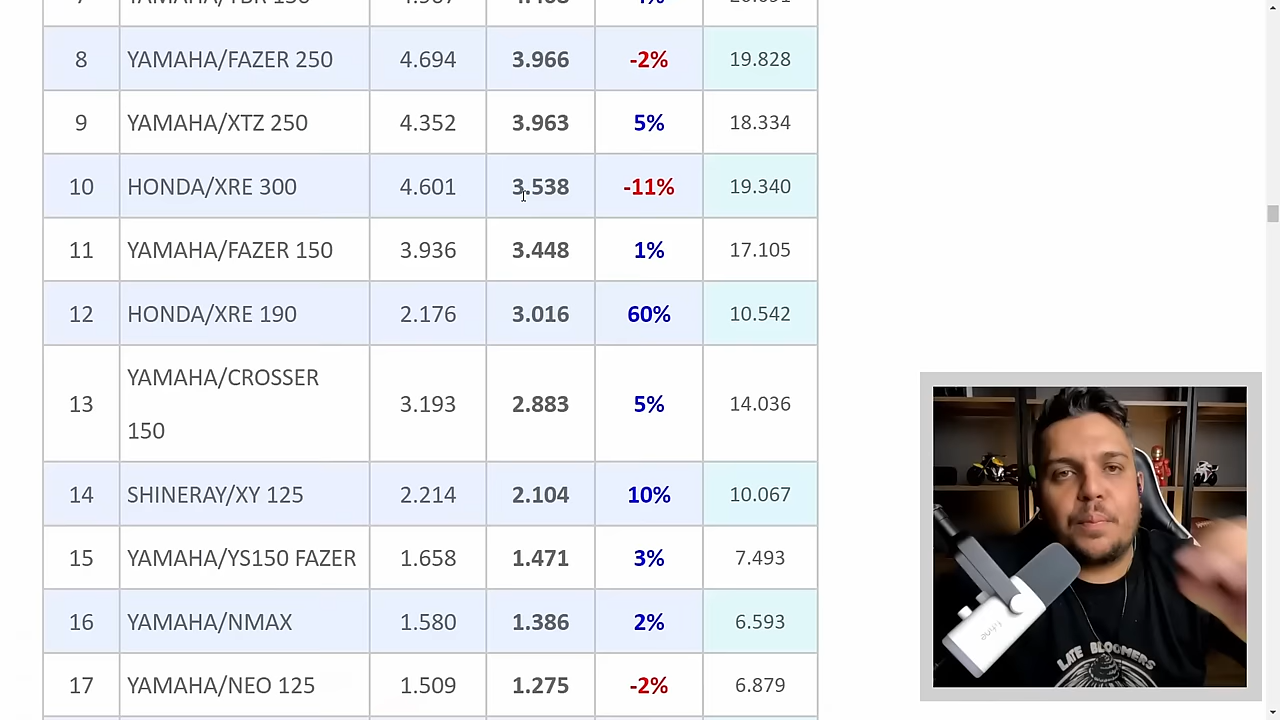 8 YAMAHA/FAZER 250 4.694 3.966 -2% 19.828
9 YAMAHA/XTZ 250 4.352 3.963 5% 18.334
10 HONDA/XRE 300 4.601 3.538 -11% 19.340
11 YAMAHA/FAZER 150 3.936 3.448 1% 17.105
12 HONDA/XRE 190 2.176 3.016 60% 10.542
YAMAHA/CROSSER
13 3.193 2.883 5% 14.036
150
14 SHINERAY/XY 125 2.214 2.104 10% 10.067
15 YAMAHA/YS150 FAZER 1.658 1.471 3% 7.493
16 YAMAHA/NMAX 1.580 1.386 2% 6.593
17 YAMAHA/NEO 125 1.509 1.275 -2% 6.879
fifine
LATE BLOOMERS